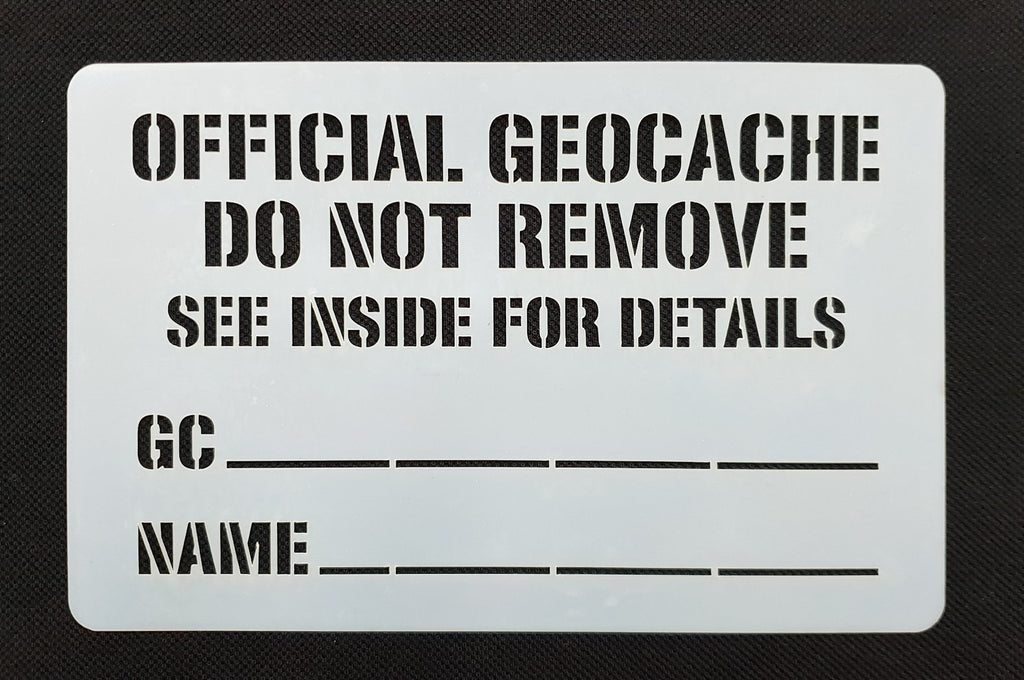 OFFICIAL GEOCACHE
DO NOT REMOVE
SEE INSIDE FOR DETAILS
GC
NAME